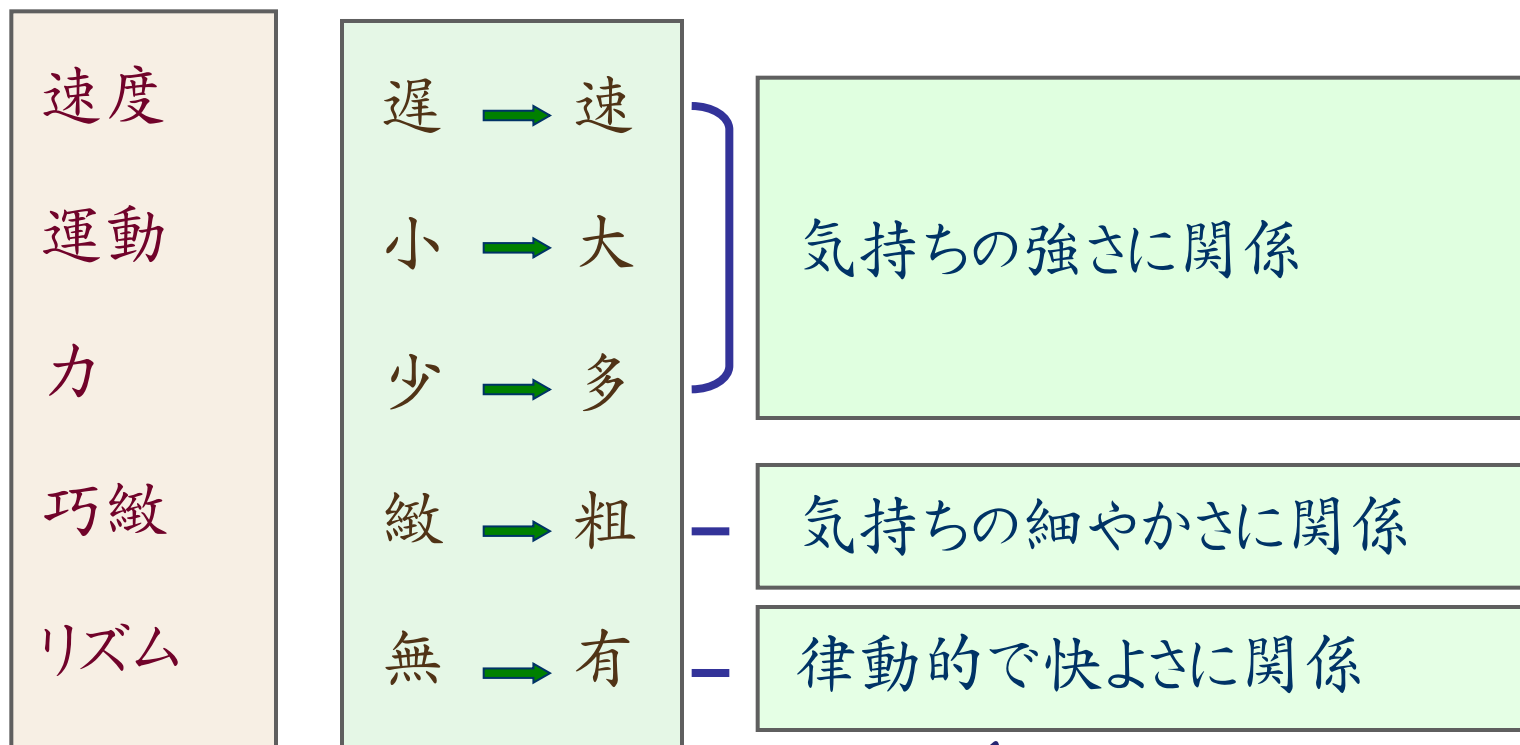 速度 遅 速
運動 小 大 気持ちの強さに関係
力 少 多
巧緻 緻 粗 気持ちの細やかさに関係
リズム 無 有 律動的で快よさに関係